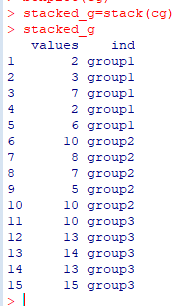 > stacked_g=stack(cg)
> stacked_g
values ind
1 2 group1
2 3 group1
3 7 group1
4 2 group1
5 6 group1
6 10 group2
7 8 group2
8 7 group2
9 5 group2
10 10 group2
11 10 group3
12 13 group3
13 14 group3
14 13 group3
15 15 group3
>